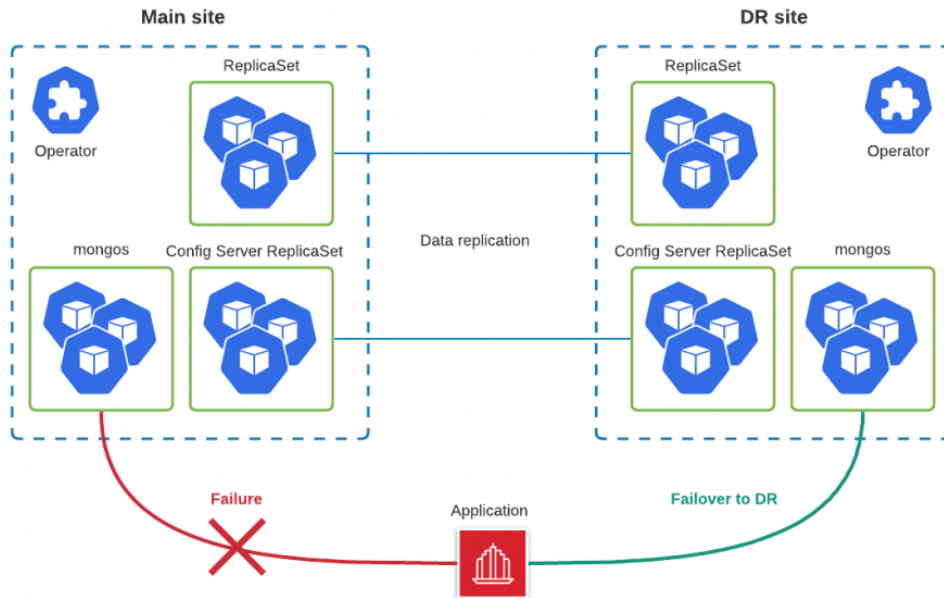 Main site
DR site
ReplicaSet
ReplicaSet
Operator
Operator
mongos
Config Server ReplicaSet
Data replication
Config Server ReplicaSet
mongos
Failure
Failover to DR
Application